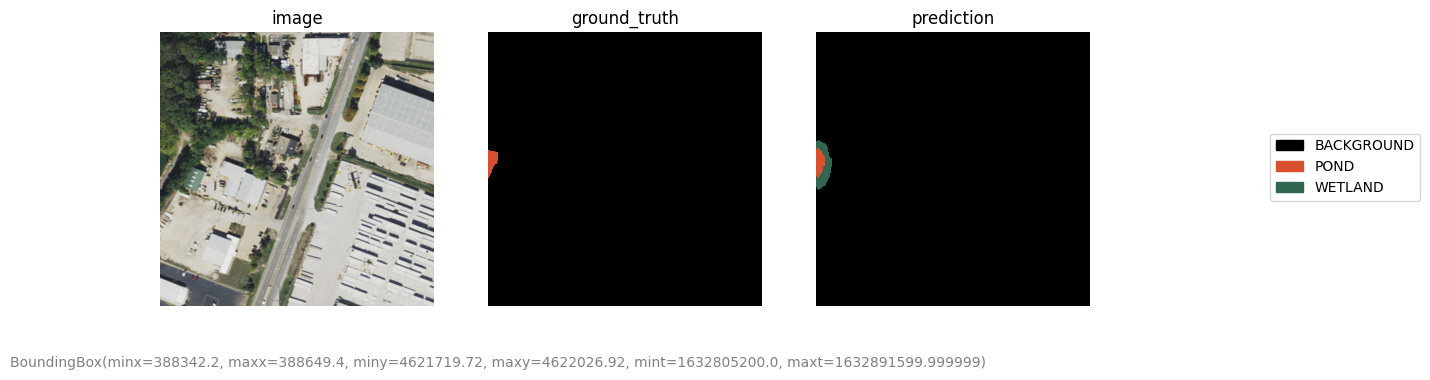 image
ground_truth
prediction
BACKGROUND
POND
WETLAND
BoundingBox(minx=388342.2, maxx=388649.4, miny=4621719.72, maxy=4622026.92, mint=1632805200.0, maxt=1632891599.999999)